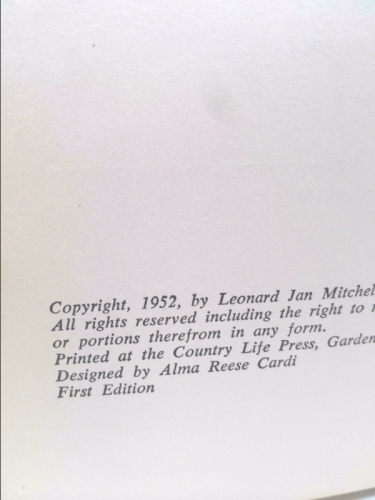 Copyright, 1952, by Leonard Jan Mitchel
All rights reserved including the right to
or portions therefrom in any form.
Printed at the Country Life Press, Garden
Designed by Alma Reese Cardi
First Edition